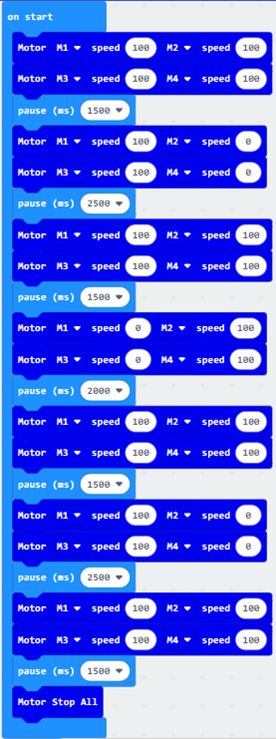 on start
Motor M1 speed 100 M2 speed 100
Motor M3 speed 100 M4 speed 100
pause (ms) 1500
Motor M1 speed 100 M2 speed 0
Motor M3 speed 100 M4 speed 0
pause (ms) 2500
Motor M1 speed 100 M2 speed 100
Motor M3 speed 100 M4 speed 100
pause (ms) 1500
Motor M1 speed 0 M2 speed 100
Motor M3 speed 0 M4 speed 100
pause (ms) 2000
Motor M1 speed 100 M2 speed 100
Motor M3 speed 100 M4 speed 100
pause (ms) 1500
Motor M1 speed 100 M2 speed 0
Motor M3 speed 100 M4 speed 0
pause (ms) 2500
Motor M1 speed 100 M2 speed 100
Motor M3 speed 100 M4 speed 100
pause (ms) 1500
Motor Stop All